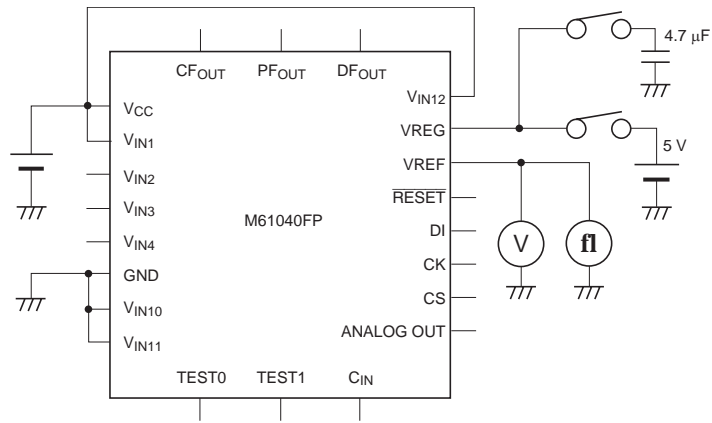 4.7 µF
CFOUT PFOUT DFOUT
VCC
VIN1
VIN2
VIN3
VIN4
GND
VIN10
VIN11
M61040FP
VIN12
VREG
VREF
RESET
DI
CK
CS
ANALOG OUT
TEST0 TEST1 CIN
5 V
V
fl